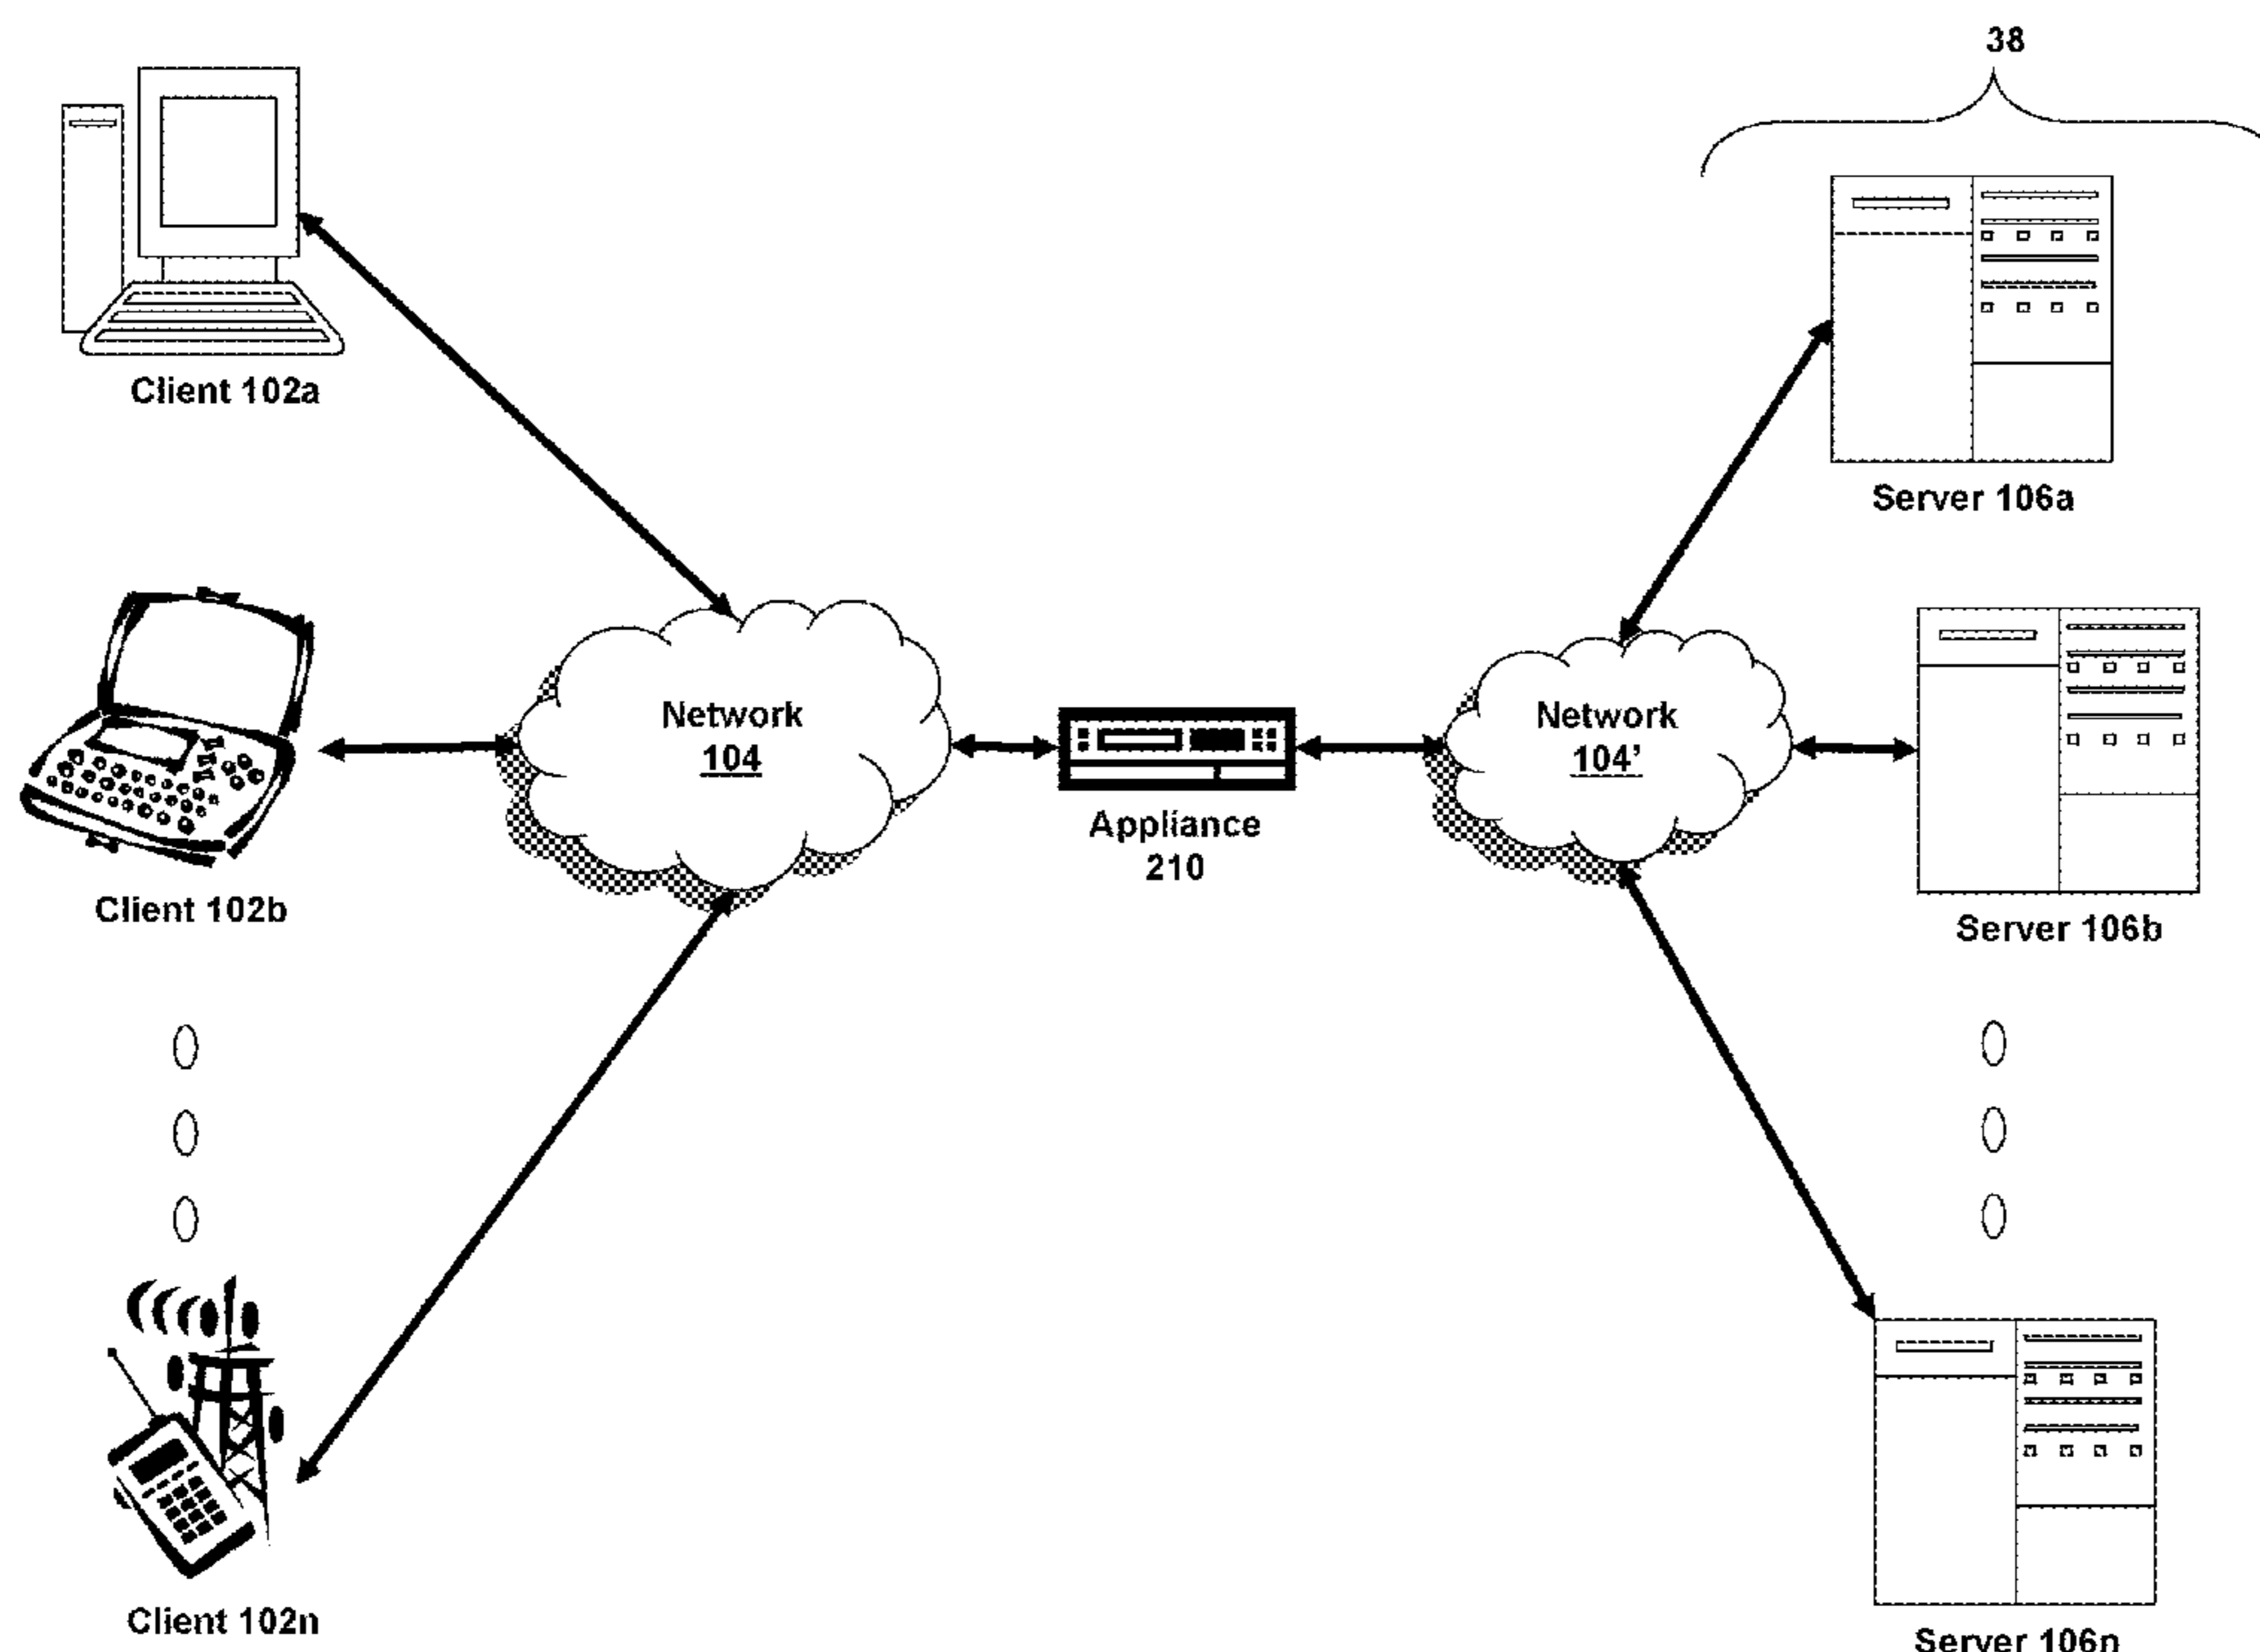 38
Client 102a
Server 106a
Network
104
Network
104’
Appliance
210
Client 102b
Server 106b
Client 102n
Server 106n